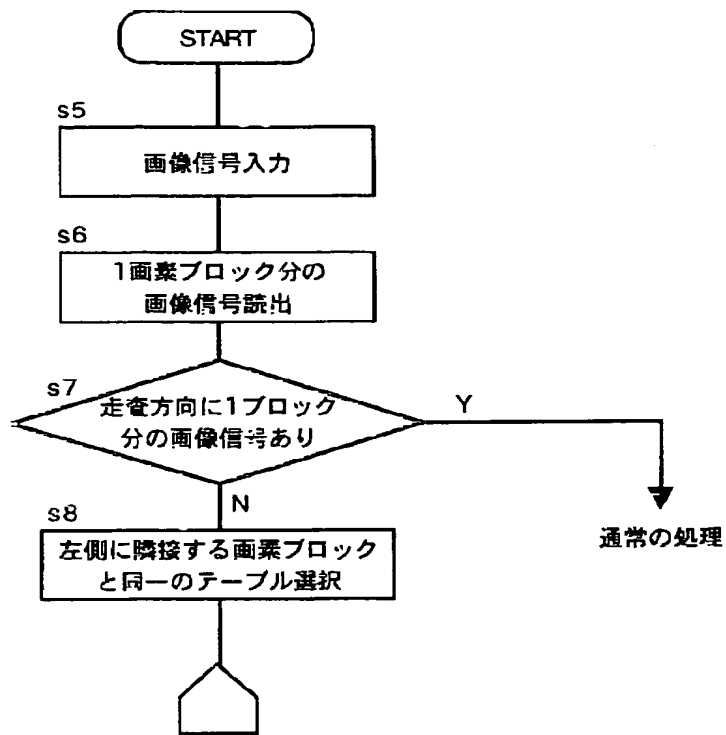 START
s5
画像信号入力
s6
1画素ブロック分の
画像信号読出
s7
走査方向に1ブロック
分の画像信号あり
Y
N
通常の処理
s8
左側に隣接する画素ブロック
と同一のテーブル選択